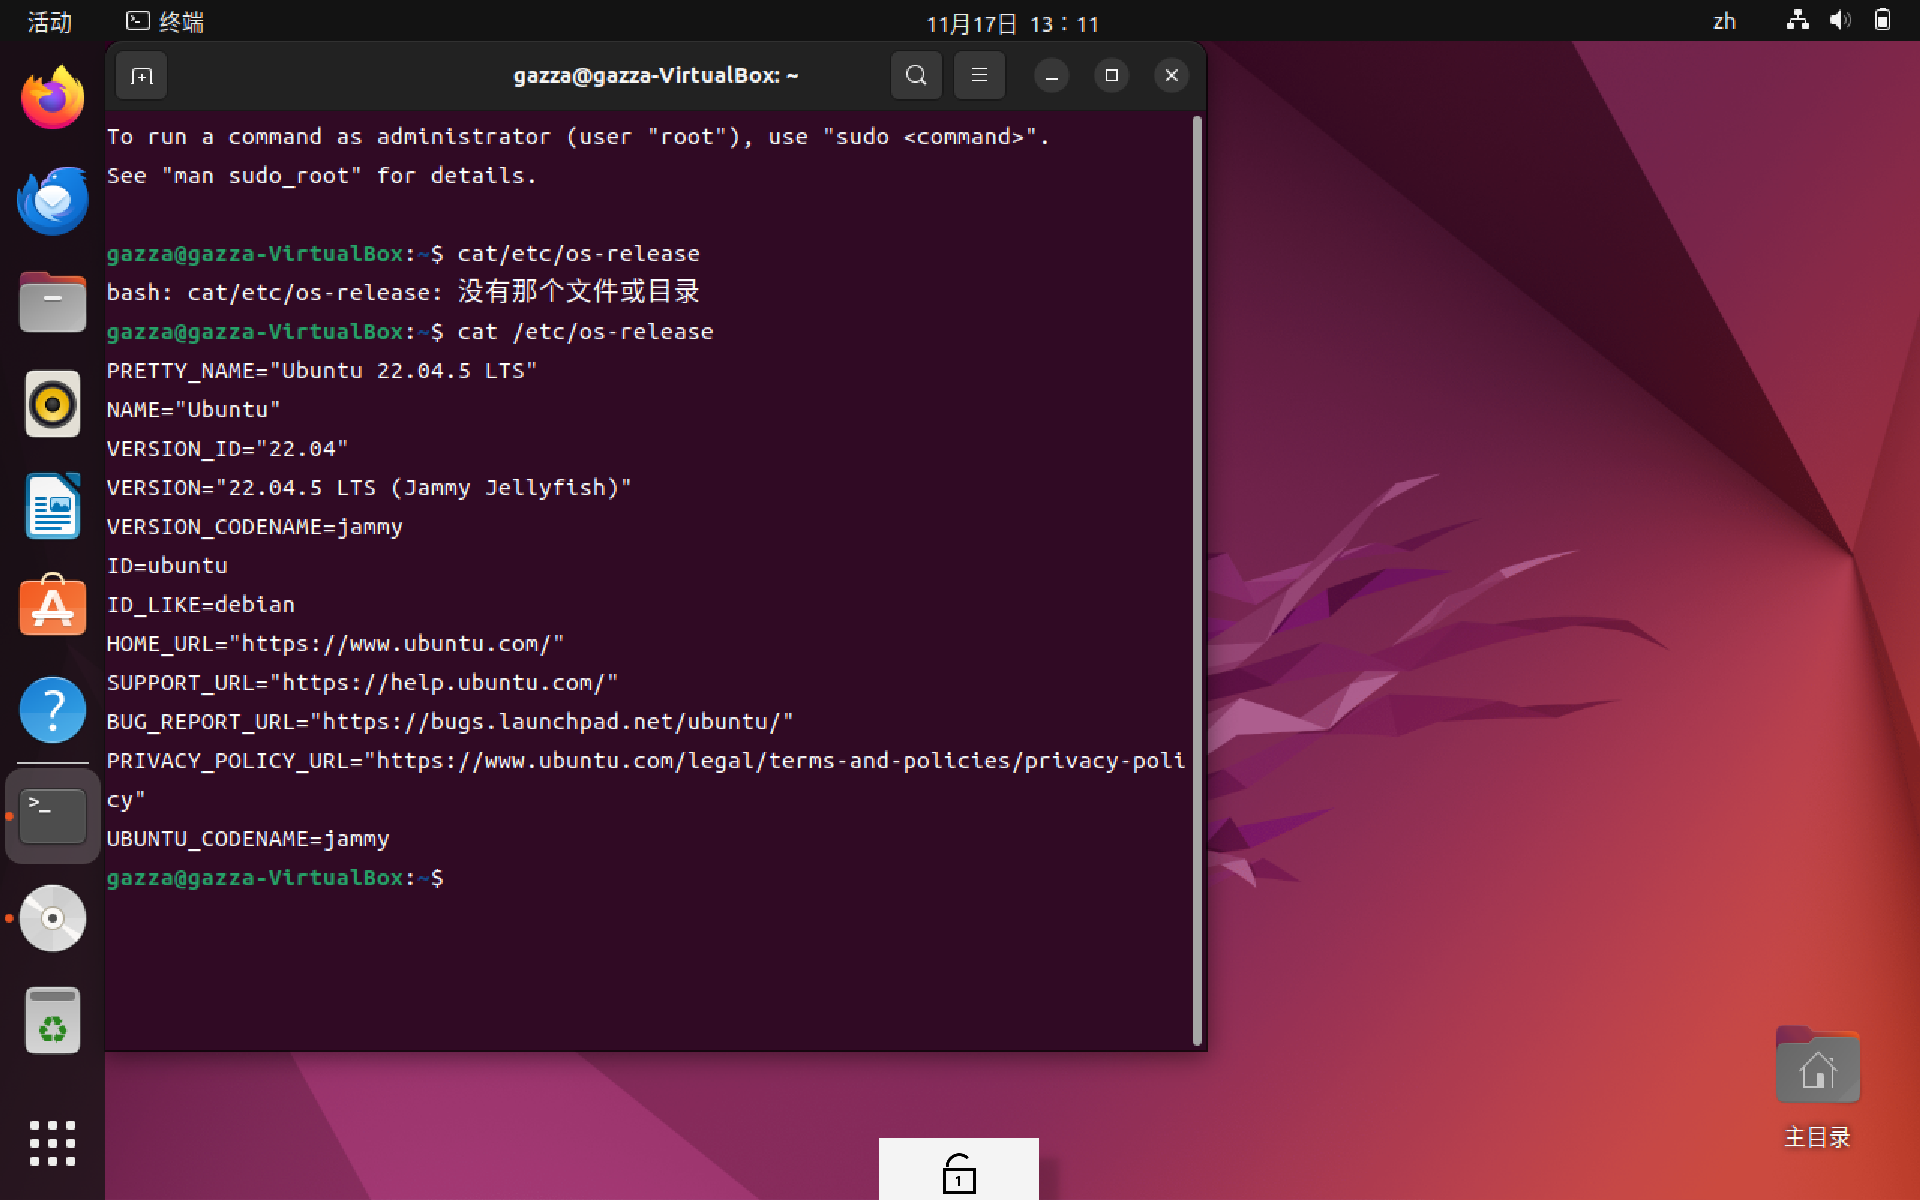 活动
终端
11月17日 13：11
zh
gazza@gazza-VirtualBox: ~
To run a command as administrator (user "root"), use "sudo <command>".
See "man sudo_root" for details.
gazza@gazza-VirtualBox:~$ cat/etc/os-release
bash: cat/etc/os-release: 没有那个文件或目录
gazza@gazza-VirtualBox:~$ cat /etc/os-release
PRETTY_NAME="Ubuntu 22.04.5 LTS"
NAME="Ubuntu"
VERSION_ID="22.04"
VERSION="22.04.5 LTS (Jammy Jellyfish)"
VERSION_CODENAME=jammy
ID=ubuntu
ID_LIKE=debian
HOME_URL="https://www.ubuntu.com/"
SUPPORT_URL="https://help.ubuntu.com/"
BUG_REPORT_URL="https://bugs.launchpad.net/ubuntu/"
PRIVACY_POLICY_URL="https://www.ubuntu.com/legal/terms-and-policies/privacy-poli
cy"
UBUNTU_CODENAME=jammy
gazza@gazza-VirtualBox:~$
主目录
1